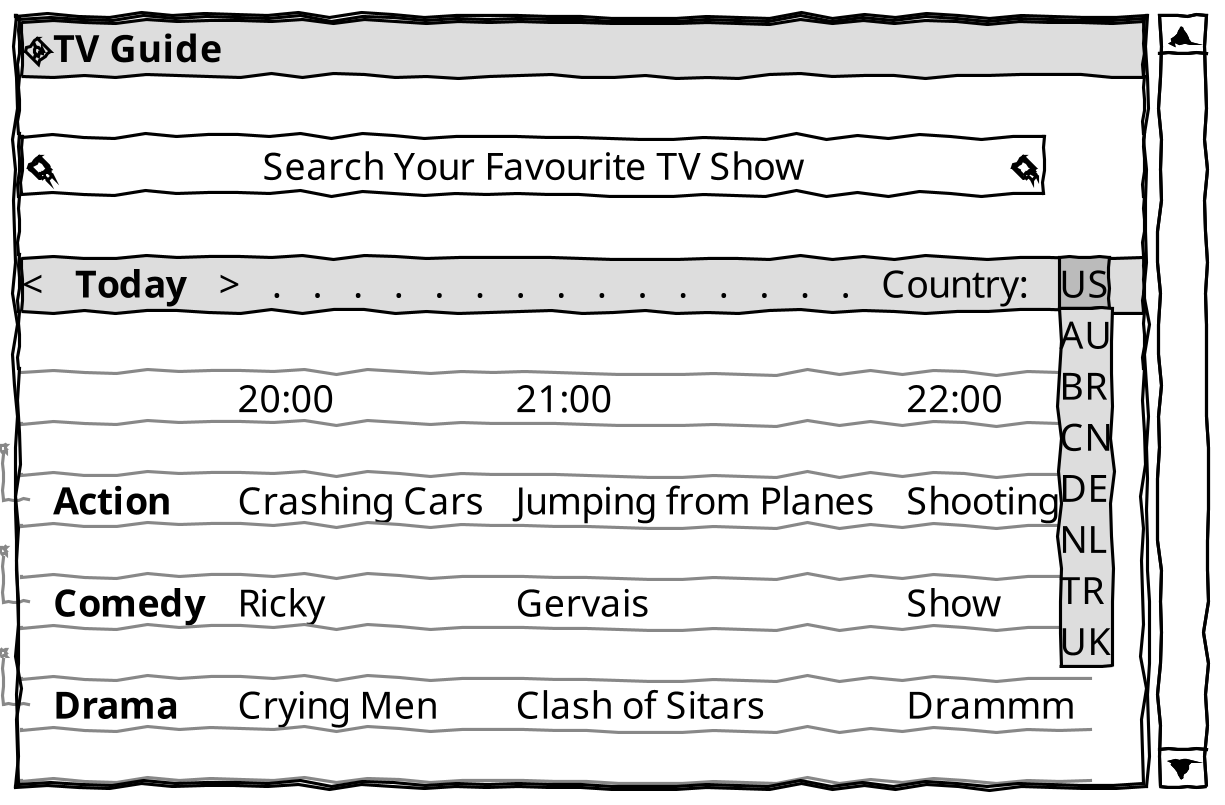 TV Guide
Search Your Favourite TV Show
< Today > . . . . . . . . . . . . . . . Country: US
AU
20:00 21:00 22:00 BR
CN
Action Crashing Cars Jumping from Planes Shooting DE
NL
Comedy Ricky Gervais Show TR
UK
Drama Crying Men Clash of Sitars Drammm